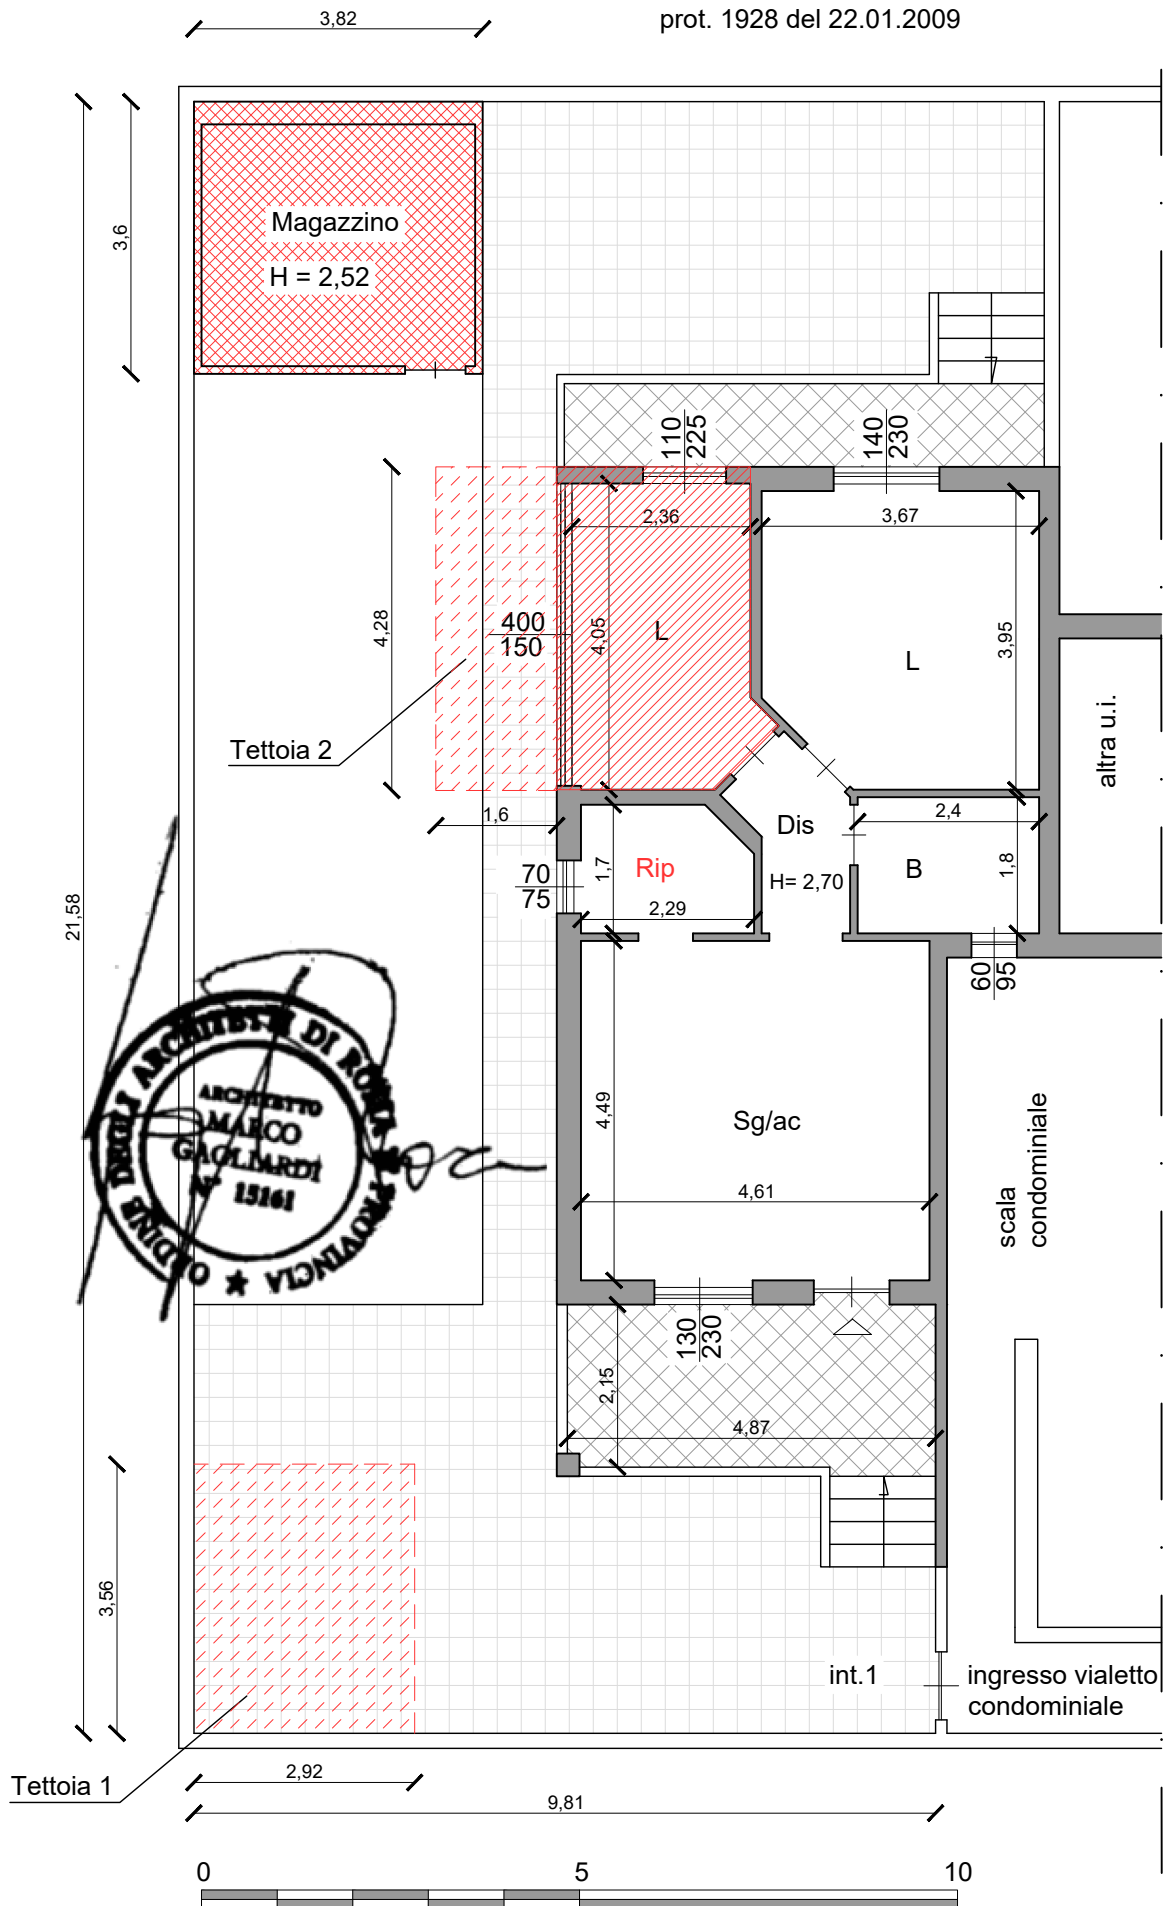 3,82
prot. 1928 del 22.01.2009
3,6
Magazzino
H = 2,52
110
225
140
230
2,36
3,67
4,28
400
150
4,05
L
L
3,95
altra u.i.
Tettoia 2
1,6
Dis
2,4
70
75
1,7
Rip
H= 2,70
B
1,8
2,29
21,58
60
95
ORDINE DEGLI ARCHITETTI DI ROMA E PROVINCIA
ARCHITETTO
MARCO
GAGLIARDI
N° 15161
4,49
Sg/ac
4,61
scala
condominiale
130
230
2,15
4,87
3,56
int.1
ingresso vialetto
condominiale
Tettoia 1
2,92
9,81
0 5 10